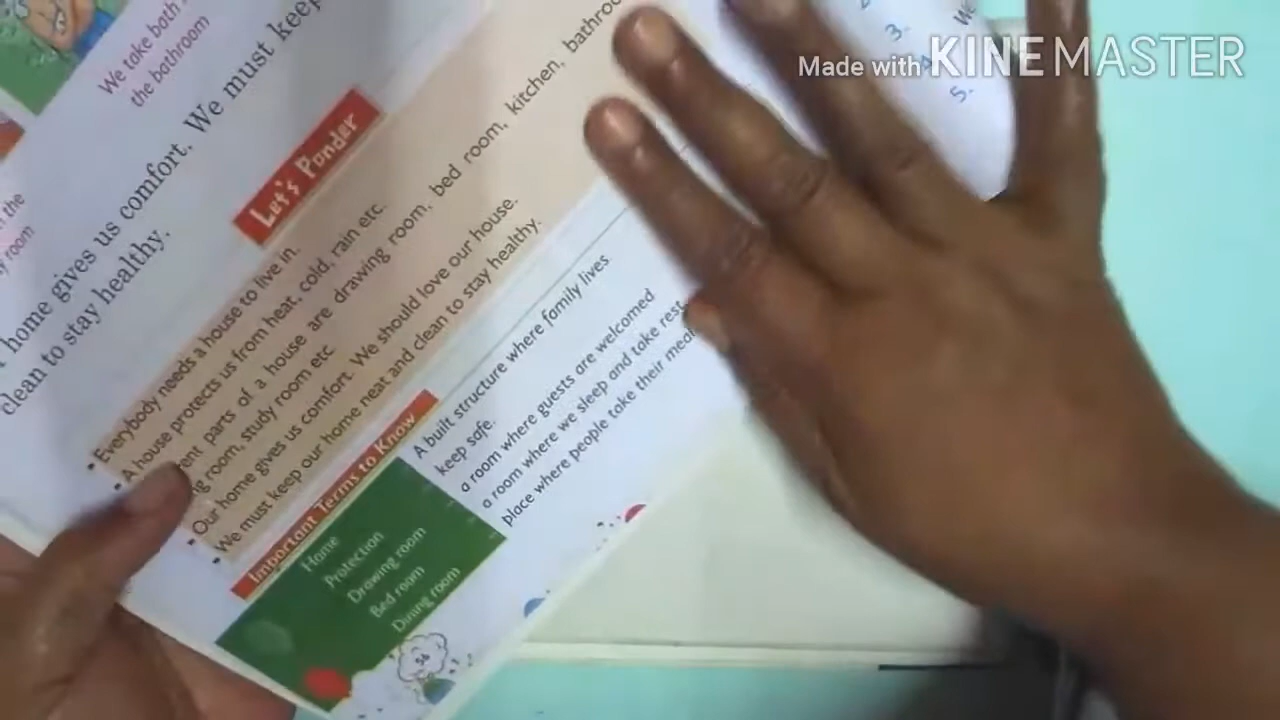 We take bath
the bathroom
the
room
home gives us comfort. We must keep
clean to stay healthy.
Let's Ponder
• Everybody needs a house to live in.
• A house protects us from heat, cold, rain etc.
parts of a house are drawing room, bed room, kitchen,
room, study room etc
• Our home gives us comfort. We should love our house.
• We must keep our home neat and clean to stay healthy.
Important Terms to Know
Home
Protection
Drawing room
Bed room
Dining room
A built structure where family lives
keep safe.
a room where guests are welcomed
a room where we sleep and take rest
place where people take their
3.
5.
Made with KINEMASTER